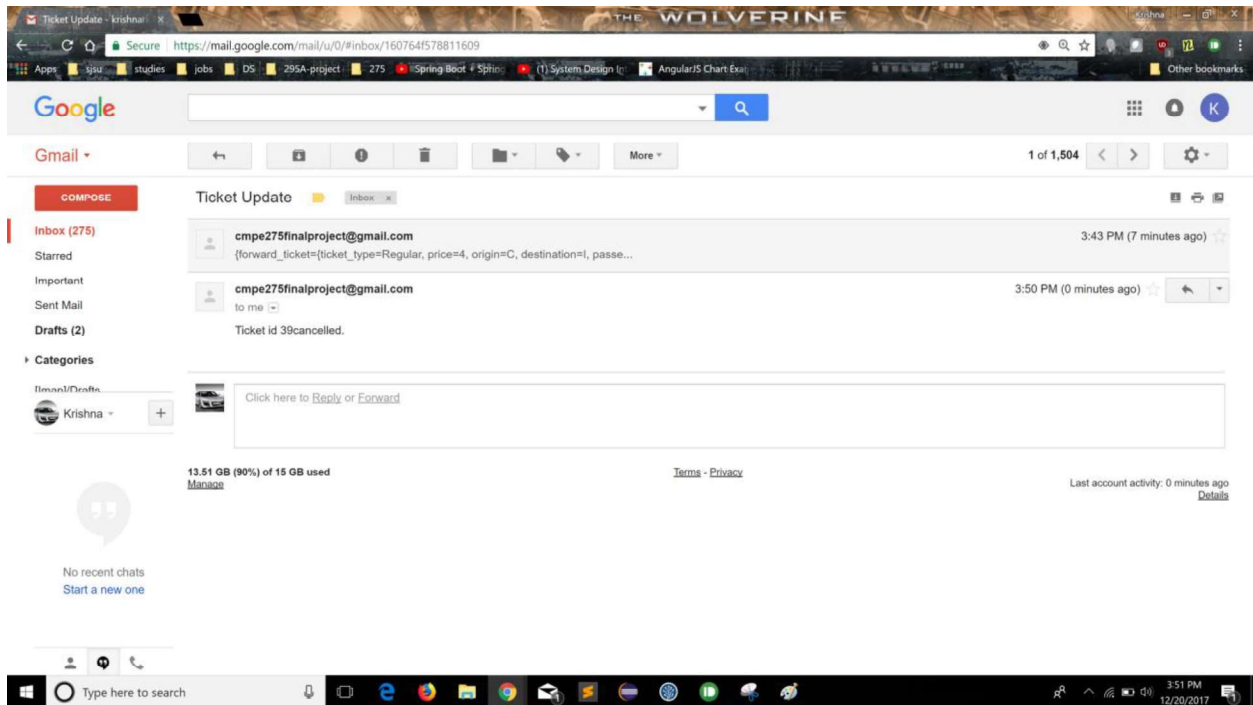 Ticket Update - krishna
THE WOLVERINE
Krishna
Secure https://mail.google.com/mail/u/0/#inbox/160764f578811609
Apps sjsu studies jobs DS 295A-project 275 Spring Boot + Spring (1) System Design In AngularJS Chart Exa Other bookmarks
Google
K
Gmail
More
1 of 1,504
COMPOSE
Ticket Update Inbox x
Inbox (275)
Starred
Important
Sent Mail
Drafts (2)
Categories
[Imap]/Drafts
Krishna
cmpe275finalproject@gmail.com 3:43 PM (7 minutes ago)
{forward_ticket={ticket_type=Regular, price=4, origin=C, destination=I, passe...
cmpe275finalproject@gmail.com 3:50 PM (0 minutes ago)
to me
Ticket id 39cancelled.
Click here to Reply or Forward
13.51 GB (90%) of 15 GB used
Manage
Terms - Privacy
Last account activity: 0 minutes ago
Details
No recent chats
Start a new one
Type here to search
3:51 PM
12/20/2017